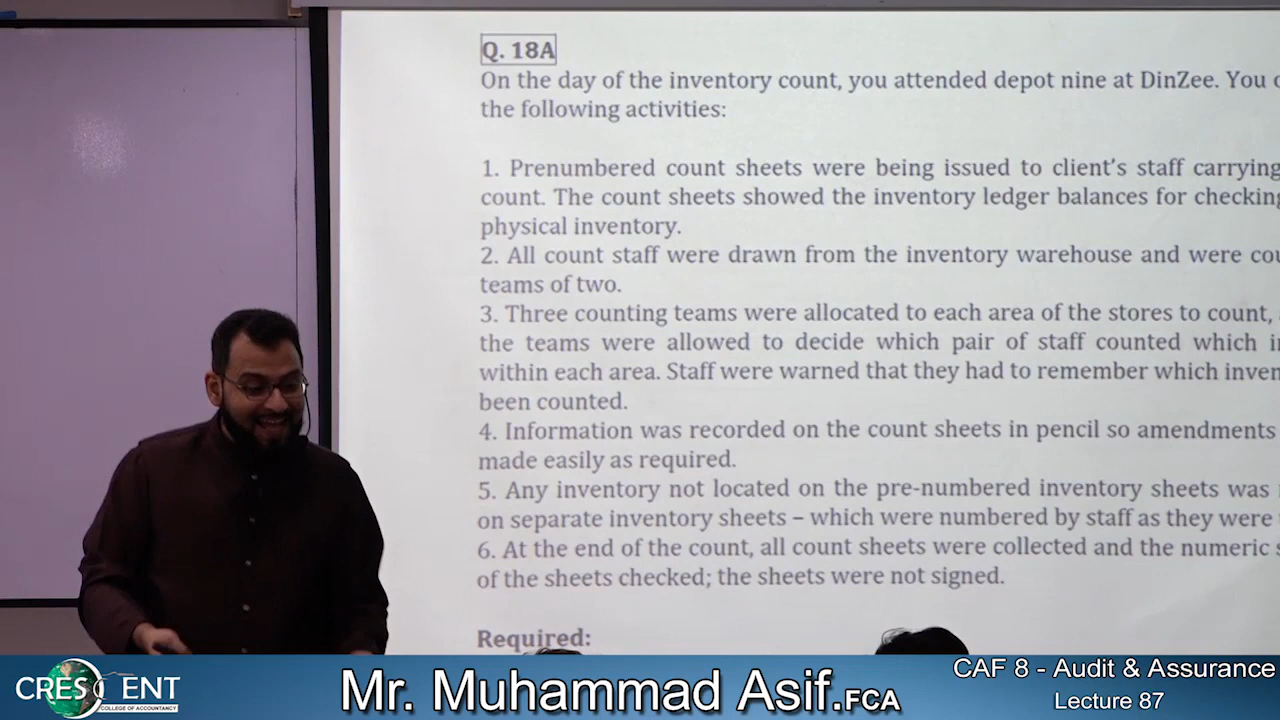 Q. 18A
On the day of the inventory count, you attended depot nine at DinZee. You
the following activities:
1. Prenumbered count sheets were being issued to client's staff carrying
count. The count sheets showed the inventory ledger balances for checking
physical inventory.
2. All count staff were drawn from the inventory warehouse and were
teams of two.
3. Three counting teams were allocated to each area of the stores to count,
the teams were allowed to decide which pair of staff counted which
within each area. Staff were warned that they had to remember which
been counted.
4. Information was recorded on the count sheets in pencil so amendments
made easily as required.
5. Any inventory not located on the pre-numbered inventory sheets was
on separate inventory sheets – which were numbered by staff as they were
6. At the end of the count, all count sheets were collected and the numeric
of the sheets checked; the sheets were not signed.
Required:
CRESCENT
COLLEGE OF ACCOUNTANCY
Mr. Muhammad Asif.FCA
CAF 8 - Audit & Assurance
Lecture 87